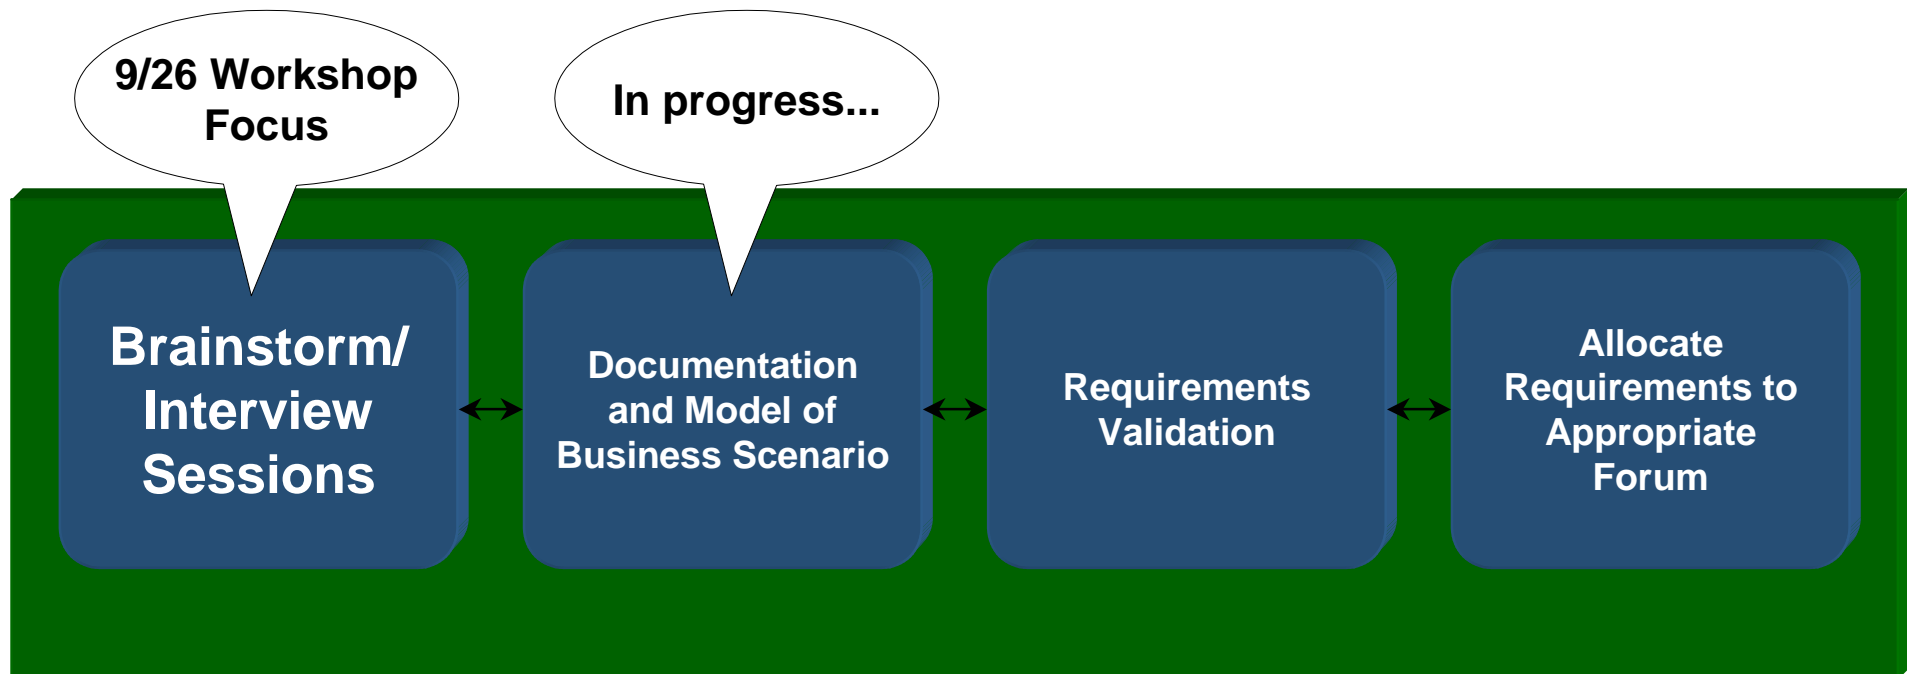 9/26 Workshop
Focus
In progress...
Brainstorm/
Interview
Sessions
Documentation
and Model of
Business Scenario
Requirements
Validation
Allocate
Requirements to
Appropriate
Forum